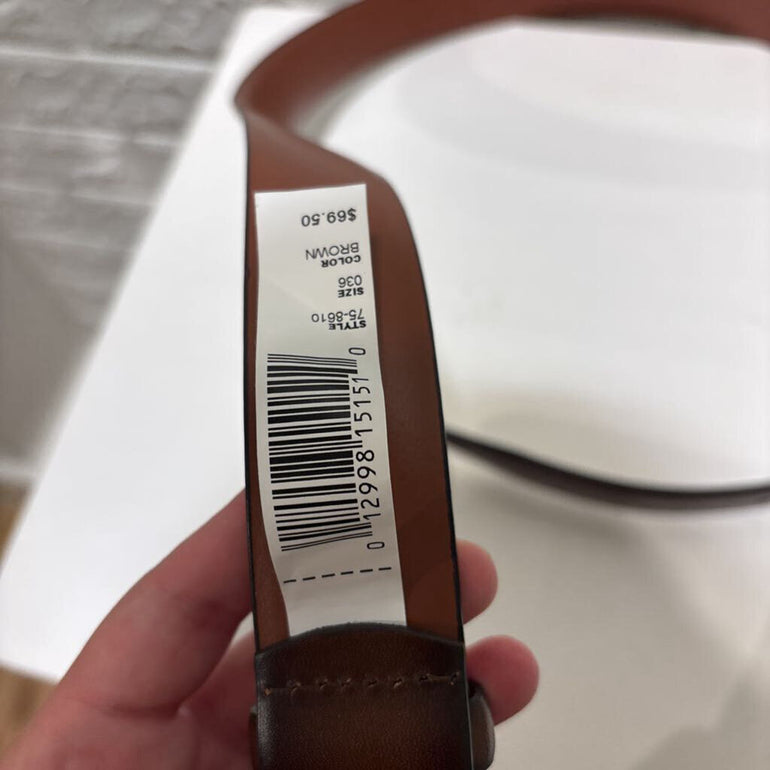 STYLE
75-8610
SIZE
036
COLOR
BROWN
$69.50
0 12998 15151 0